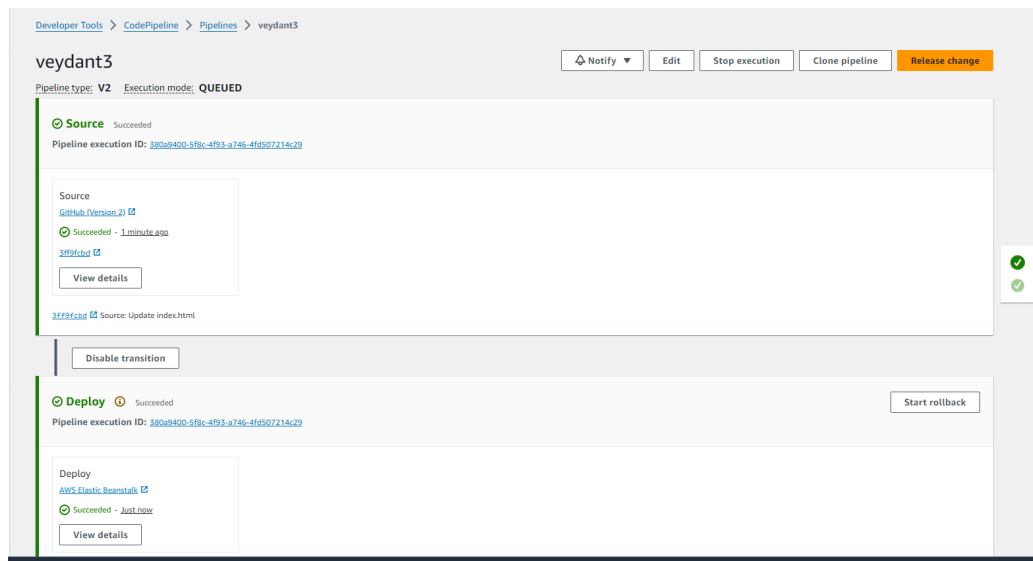 Developer Tools > CodePipeline > Pipelines > veydant3
veydant3
Notify ▼ Edit Stop execution Clone pipeline Release change
Pipeline type: V2 Execution mode: QUEUED
Source Succeeded
Pipeline execution ID: 380a9400-5f8c-4f93-a746-4fd507214c29
Source
GitHub (Version 2)
Succeeded - 1 minute ago
3ff9fcbd
View details
3ff9fcbd Source: Update index.html
Disable transition
Deploy Succeeded
Start rollback
Pipeline execution ID: 380a9400-5f8c-4f93-a746-4fd507214c29
Deploy
AWS Elastic Beanstalk
Succeeded - Just now
View details